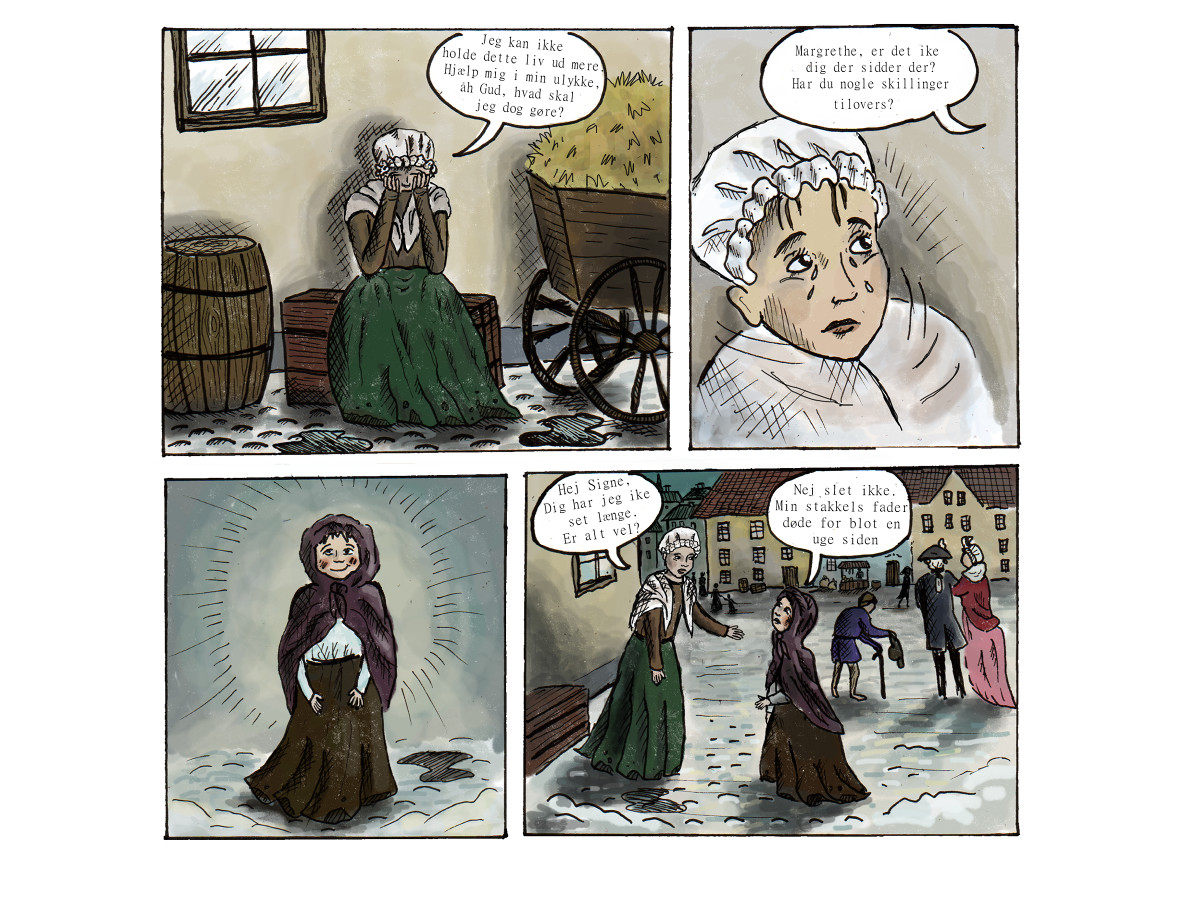 Jeg kan ikke
holde dette liv ud mere.
Hjælp mig i min ulykke,
åh Gud, hvad skal
jeg dog gøre?
Margrethe, er det ike
dig der sidder der?
Har du nogle skillinger
tilovers?
Hej Signe,
Dig har jeg ike
set længe.
Er alt vel?
Nej slet ikke.
Min stakkels fader
døde for blot en
uge siden